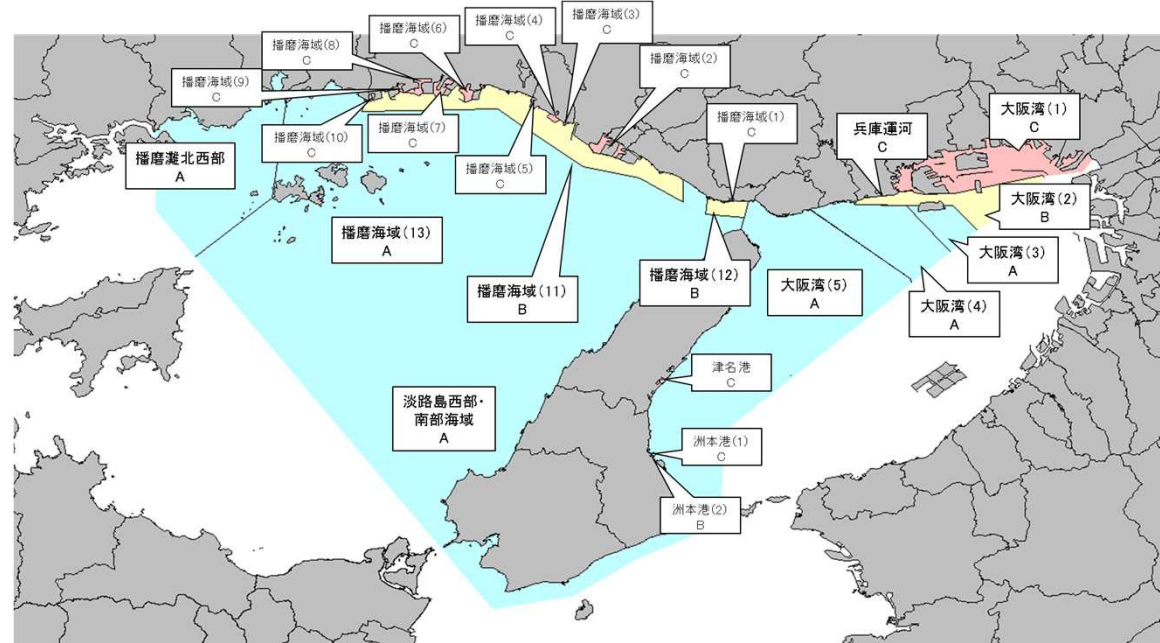 播磨海域(3)
C
播磨海域(4)
C
播磨海域(6)
C
播磨海域(8)
C
播磨海域(2)
C
播磨海域(9)
C
播磨海域(1)
C
大阪湾(1)
C
兵庫運河
C
播磨海域(10)
C
播磨海域(7)
C
播磨灘北西部
A
播磨海域(5)
C
大阪湾(2)
B
播磨海域(13)
A
大阪湾(3)
A
播磨海域(11)
B
播磨海域(12)
B
大阪湾(5)
A
大阪湾(4)
A
津名港
C
淡路島西部・
南部海域
A
洲本港(1)
C
洲本港(2)
B